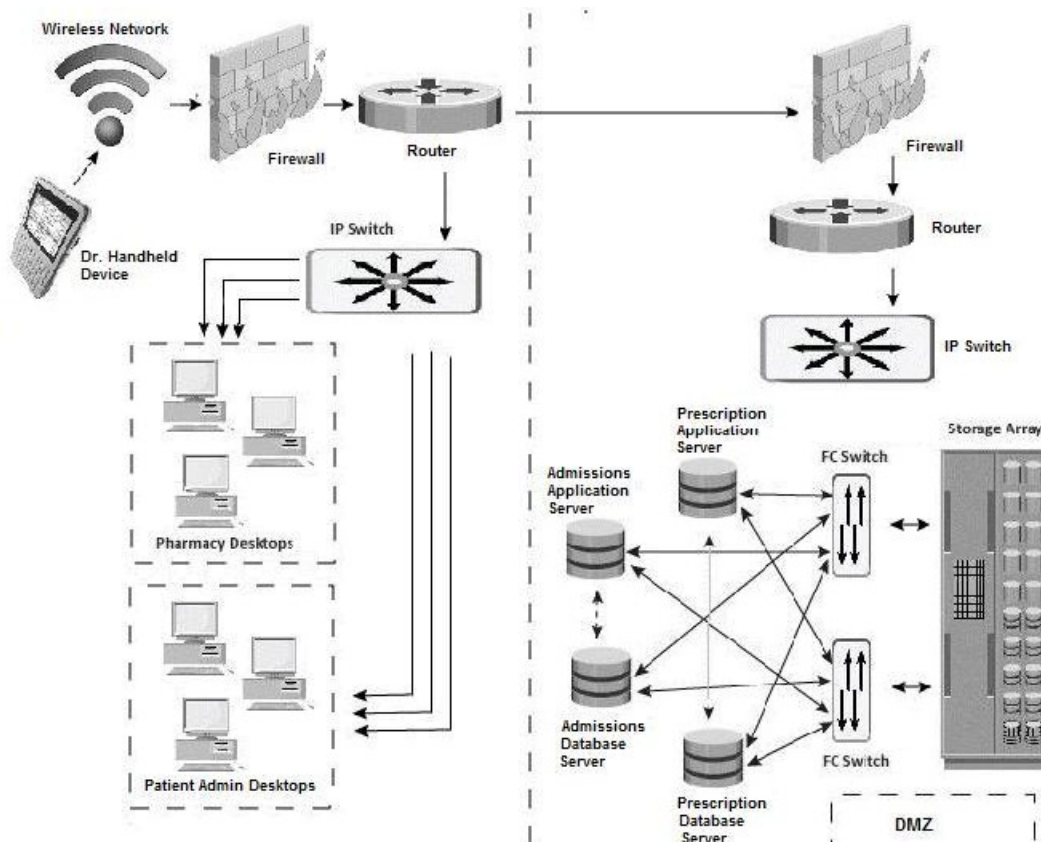 Wireless Network
Firewall
Router
Dr. Handheld
Device
IP Switch
Pharmacy Desktops
Patient Admin Desktops
Firewall
Router
IP Switch
Prescription
Application
Server
Storage Array
FC Switch
Admissions
Application
Server
Admissions
Database
Server
FC Switch
Prescription
Database
Server
DMZ